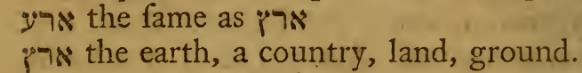 ארע the ſame as ארץ
ארץ the earth, a country, land, ground.